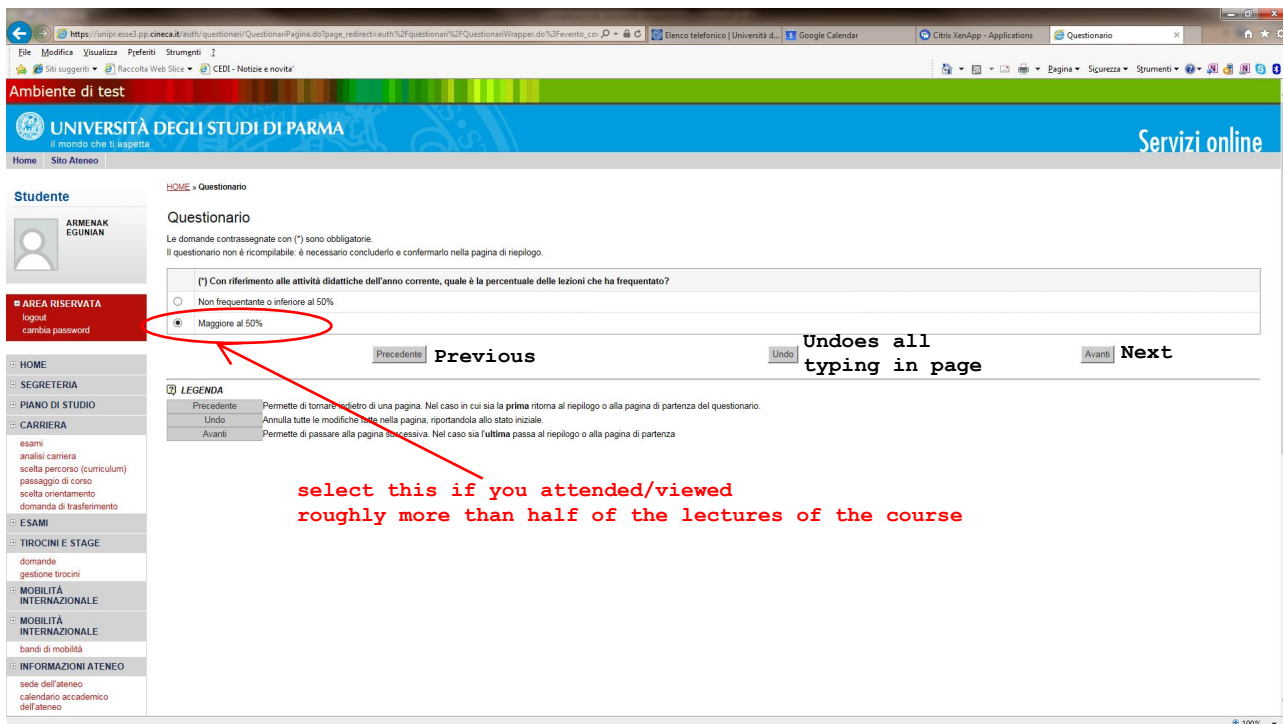 https://unipr.esse3.pp.cineca.it/auth/questionari/QuestionariPagina.do?page_redirect=auth%2Fquestionari%2FQuestionariWrapper.do%3Fevento_co
Elenco telefonico | Università d...
Google Calendar
Citrix XenApp - Applications
Questionario
File Modifica Visualizza Preferiti Strumenti ?
Siti suggeriti
Raccolta Web Slice
CEDI - Notizie e novita'
Pagina Sicurezza Strumenti
Ambiente di test
UNIVERSITÀ DEGLI STUDI DI PARMA
il mondo che ti aspetta
Servizi online
Home Sito Ateneo
Studente
ARMENAK
EGUNIAN
AREA RISERVATA
logout
cambia password
HOME
SEGRETERIA
PIANO DI STUDIO
CARRIERA
esami
analisi carriera
scelta percorso (curriculum)
passaggio di corso
scelta orientamento
domanda di trasferimento
ESAMI
TIROCINI E STAGE
domande
gestione tirocini
MOBILITÀ
INTERNAZIONALE
MOBILITÀ
INTERNAZIONALE
bandi di mobilità
INFORMAZIONI ATENEO
sede dell'ateneo
calendario accademico
dell'ateneo
HOME » Questionario
Questionario
Le domande contrassegnate con (*) sono obbligatorie.
Il questionario non è ricompilabile: è necessario concluderlo e confermarlo nella pagina di riepilogo.
(*) Con riferimento alle attività didattiche dell'anno corrente, quale è la percentuale delle lezioni che ha frequentato?
Non frequentante o inferiore al 50%
Maggiore al 50%
Precedente Previous
Undo Undoes all
typing in page
Avanti Next
LEGENDA
Precedente Permette di tornare indietro di una pagina. Nel caso in cui sia la prima ritorna al riepilogo o alla pagina di partenza del questionario.
Undo Annulla tutte le modifiche fatte nella pagina, riportandola allo stato iniziale.
Avanti Permette di passare alla pagina successiva. Nel caso sia l'ultima passa al riepilogo o alla pagina di partenza
select this if you attended/viewed
roughly more than half of the lectures of the course
100%